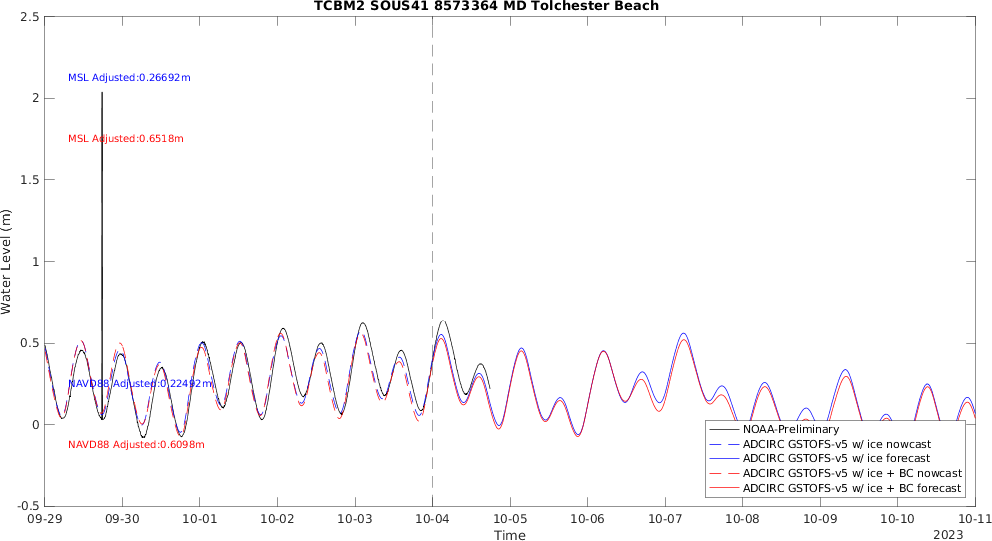 TCBM2 SOUS41 8573364 MD Tolchester Beach
2.5
2
1.5
1
0.5
0
-0.5
Water Level (m)
MSL Adjusted:0.26692m
MSL Adjusted:0.6518m
NAVD88 Adjusted:0.22492m
NAVD88 Adjusted:0.6098m
NOAA-Preliminary
ADCIRC GSTOFS-v5 w/ ice nowcast
ADCIRC GSTOFS-v5 w/ ice forecast
ADCIRC GSTOFS-v5 w/ ice + BC nowcast
ADCIRC GSTOFS-v5 w/ ice + BC forecast
09-29 09-30 10-01 10-02 10-03 10-04 10-05 10-06 10-07 10-08 10-09 10-10 10-11
Time
2023